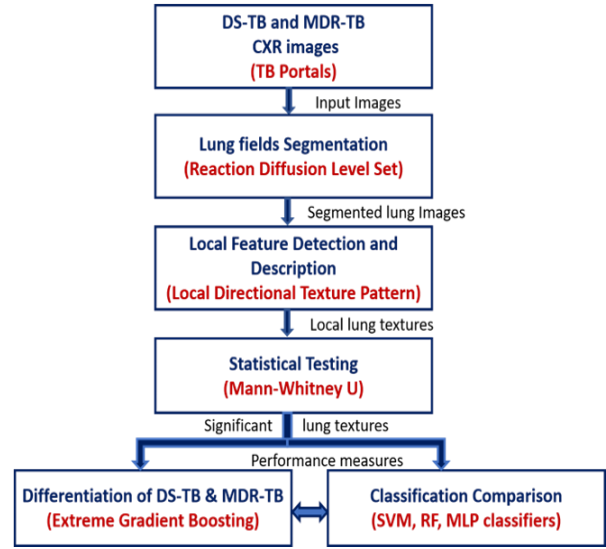 DS-TB and MDR-TB
CXR images
(TB Portals)
Input Images
Lung fields Segmentation
(Reaction Diffusion Level Set)
Segmented lung Images
Local Feature Detection and
Description
(Local Directional Texture Pattern)
Local lung textures
Statistical Testing
(Mann-Whitney U)
Significant lung textures
Performance measures
Differentiation of DS-TB & MDR-TB
(Extreme Gradient Boosting)
Classification Comparison
(SVM, RF, MLP classifiers)